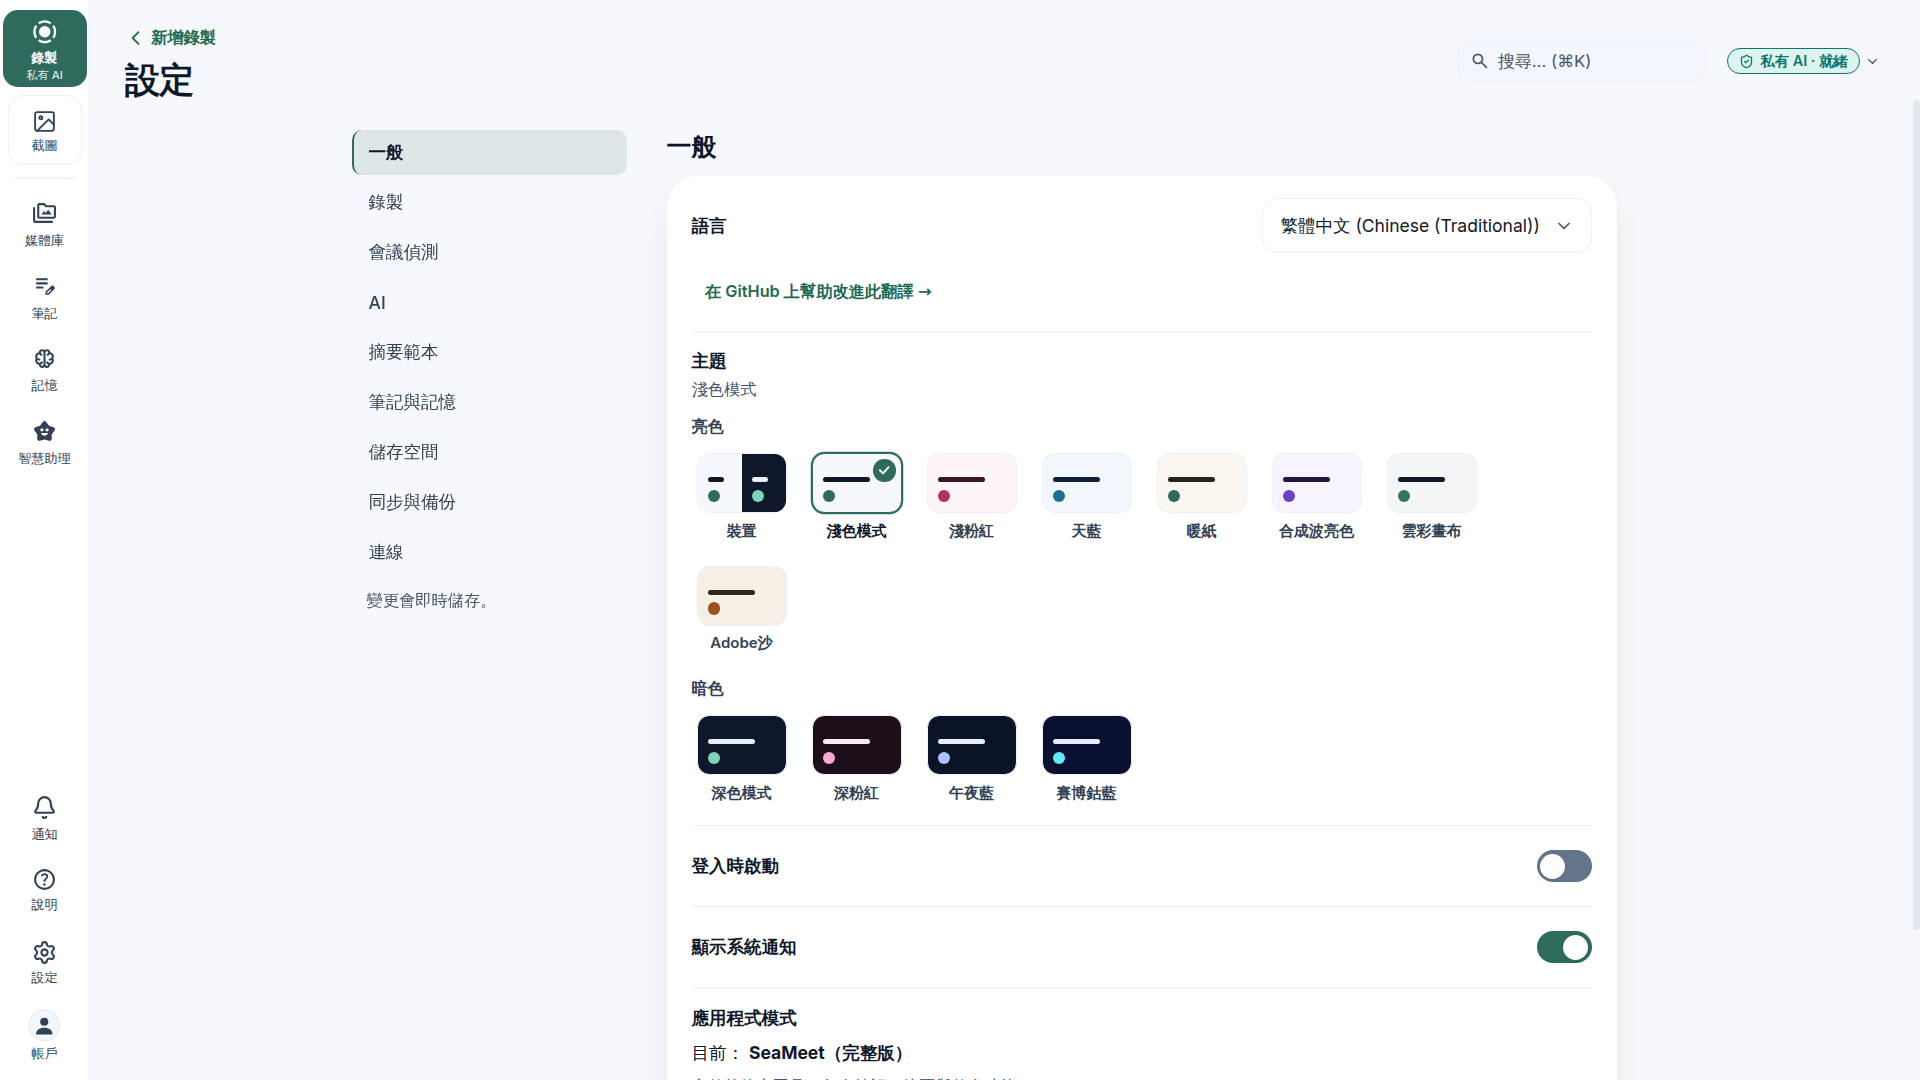 錄製
私有 AI
截圖
媒體庫
筆記
記憶
智慧助理
通知
說明
設定
帳戶
新增錄製
設定
搜尋... (⌘K)
私有 AI · 就緒
一般
錄製
會議偵測
AI
摘要範本
筆記與記憶
儲存空間
同步與備份
連線
變更會即時儲存。
一般
語言
繁體中文 (Chinese (Traditional))
在 GitHub 上幫助改進此翻譯 →
主題
淺色模式
亮色
裝置
淺色模式
淺粉紅
天藍
暖紙
合成波亮色
雲彩畫布
Adobe沙
暗色
深色模式
深粉紅
午夜藍
賽博鈷藍
登入時啟動
顯示系統通知
應用程式模式
目前： SeaMeet（完整版）